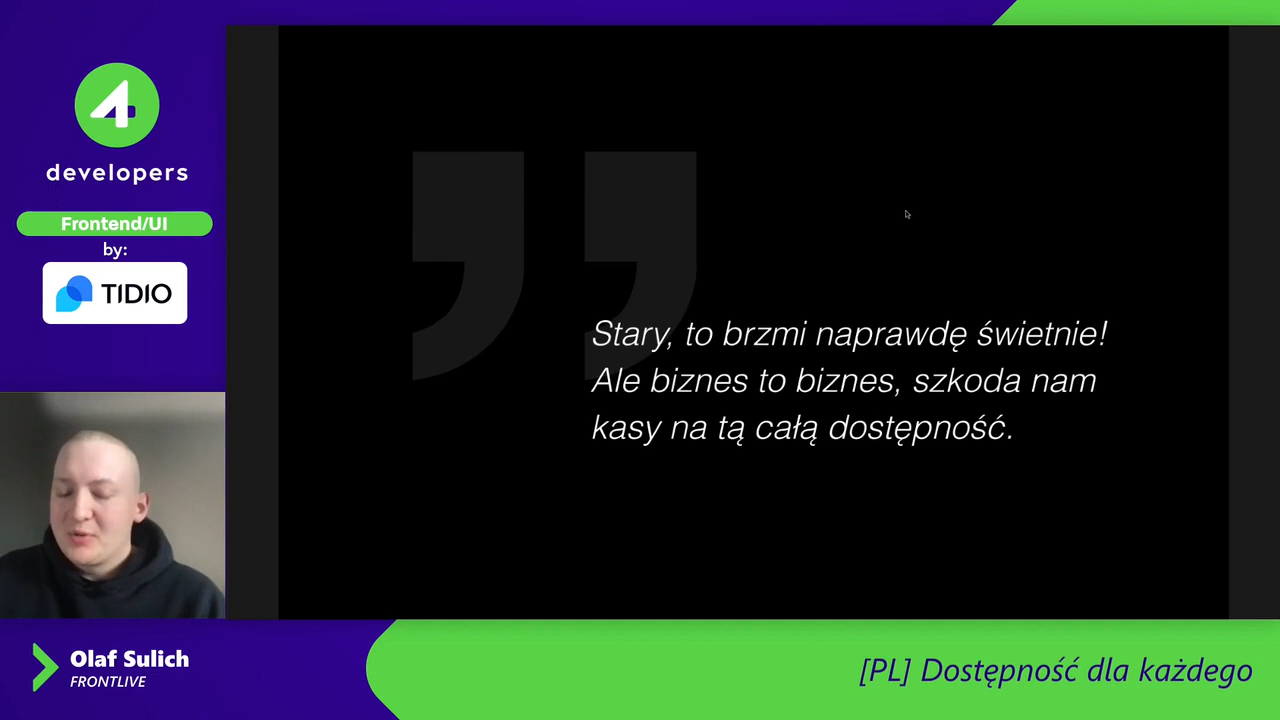 4
developers
Frontend/UI
by:
TIDIO
Stary, to brzmi naprawdę świetnie!
Ale biznes to biznes, szkoda nam
kasy na tą całą dostępność.
Olaf Sulich
FRONTLIVE
[PL] Dostępność dla każdego